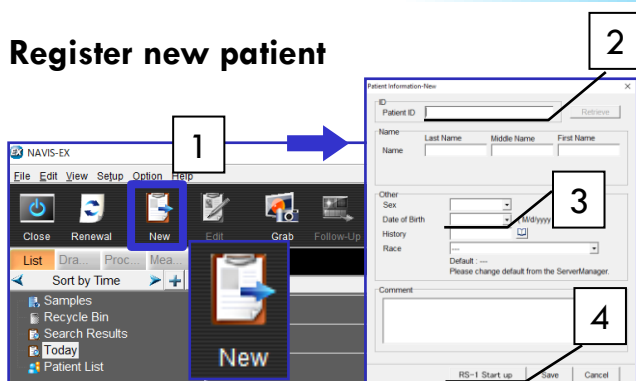 Register new patient
2
Patient Information-New
ID
Patient ID
Retrieve
Name
Last Name Middle Name First Name
Name
Other
Sex
Date of Birth
M/d/yyyy
3
History
Race
---
Default : ---
Please change default from the ServerManager.
Comment
4
RS-1 Start up Save Cancel
1
NAVIS-EX
File Edit View Setup Option Help
Close Renewal New Edit Grab Follow-Up
List Dra... Proc... Mea...
Sort by Time
Samples
Recycle Bin
Search Results
Today
Patient List
New